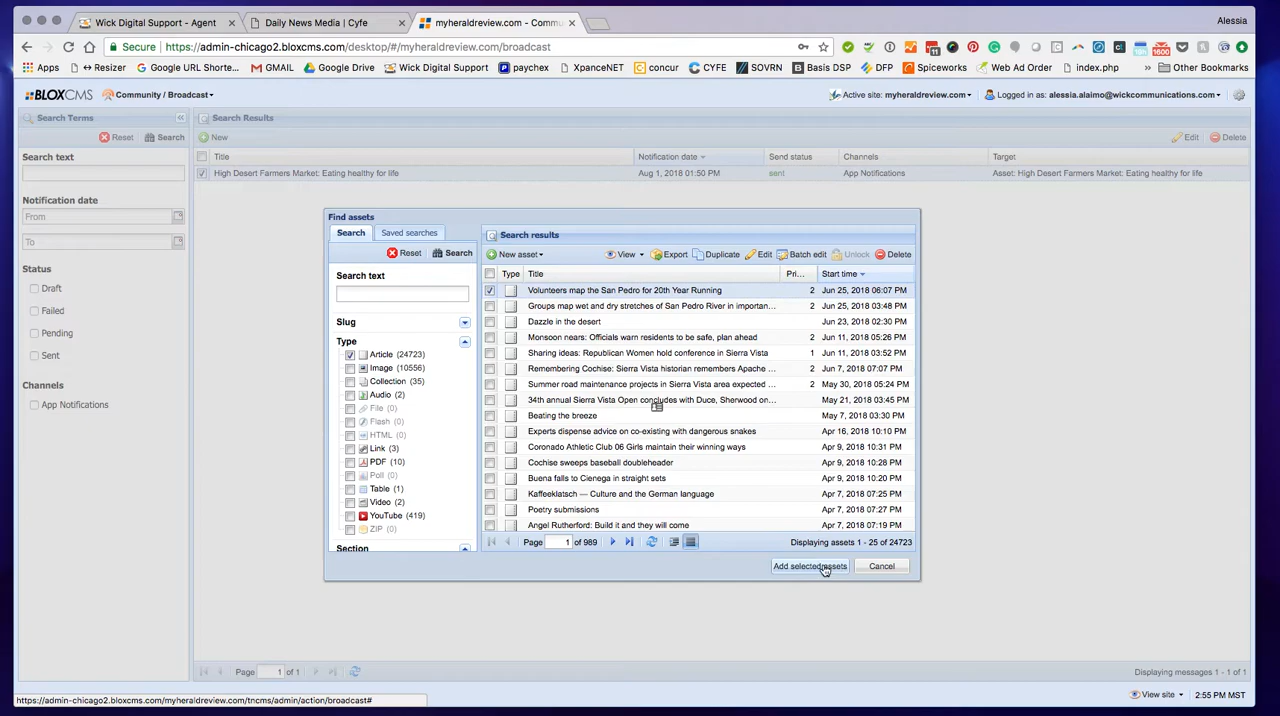 Wick Digital Support - Agent × Daily News Media | Cyfe × myheraldreview.com - Commu × Alessia
Secure https://admin-chicago2.bloxcms.com/desktop/#/myheraldreview.com/broadcast
Apps ↔ Resizer Google URL Shorte... GMAIL Google Drive Wick Digital Support paychex XpanceNET concur CYFE SOVRN Basis DSP DFP Spiceworks Web Ad Order index.php » Other Bookmarks
BLOXCMS Community / Broadcast Active site: myheraldreview.com Logged in as: alessia.alaimo@wickcommunications.com
Search Terms Search Results
Reset Search New Edit Delete
Search text Title Notification date Send status Channels Target
High Desert Farmers Market: Eating healthy for life Aug 1, 2018 01:50 PM sent App Notifications Asset: High Desert Farmers Market: Eating healthy for life
Notification date
From
To
Status
Draft
Failed
Pending
Sent
Channels
App Notifications
Find assets
Search Saved searches Search results
Reset Search New asset View Export Duplicate Edit Batch edit Unlock Delete
Search text
Slug
Type
Article (24723)
Image (10556)
Collection (35)
Audio (2)
File (0)
Flash (0)
HTML (0)
Link (3)
PDF (10)
Poll (0)
Table (1)
Video (2)
YouTube (419)
ZIP (0)
Section
Type Title Pri... Start time
Volunteers map the San Pedro for 20th Year Running 2 Jun 25, 2018 06:07 PM
Groups map wet and dry stretches of San Pedro River in importan... 2 Jun 25, 2018 03:48 PM
Dazzle in the desert Jun 23, 2018 02:30 PM
Monsoon nears: Officials warn residents to be safe, plan ahead 2 Jun 11, 2018 05:26 PM
Sharing ideas: Republican Women hold conference in Sierra Vista 1 Jun 11, 2018 03:52 PM
Remembering Cochise: Sierra Vista historian remembers Apache ... 2 Jun 7, 2018 07:07 PM
Summer road maintenance projects in Sierra Vista area expected ... 2 May 30, 2018 05:24 PM
34th annual Sierra Vista Open concludes with Duce, Sherwood on... May 21, 2018 03:45 PM
Beating the breeze May 7, 2018 03:30 PM
Experts dispense advice on co-existing with dangerous snakes Apr 16, 2018 10:10 PM
Coronado Athletic Club 06 Girls maintain their winning ways Apr 9, 2018 10:31 PM
Cochise sweeps baseball doubleheader Apr 9, 2018 10:28 PM
Buena falls to Cienega in straight sets Apr 9, 2018 10:20 PM
Kaffeeklatsch — Culture and the German language Apr 7, 2018 07:25 PM
Poetry submissions Apr 7, 2018 07:27 PM
Angel Rutherford: Build it and they will come Apr 7, 2018 07:19 PM
Page 1 of 989 Displaying assets 1 - 25 of 24723
Add selected assets Cancel
Page 1 of 1 Displaying messages 1 - 1 of 1
https://admin-chicago2.bloxcms.com/myheraldreview.com/tncms/admin/action/broadcast#
View site 2:55 PM MST